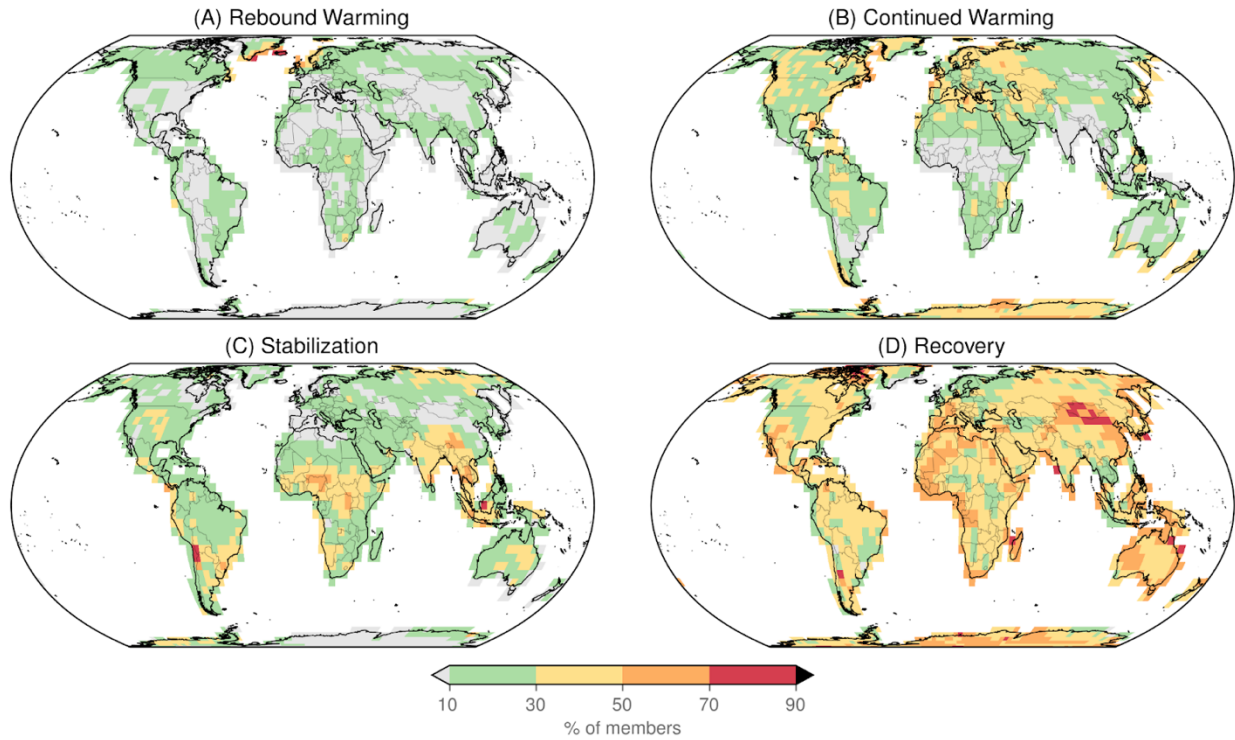 (A) Rebound Warming
(B) Continued Warming
(C) Stabilization
(D) Recovery
10 30 50 70 90
% of members